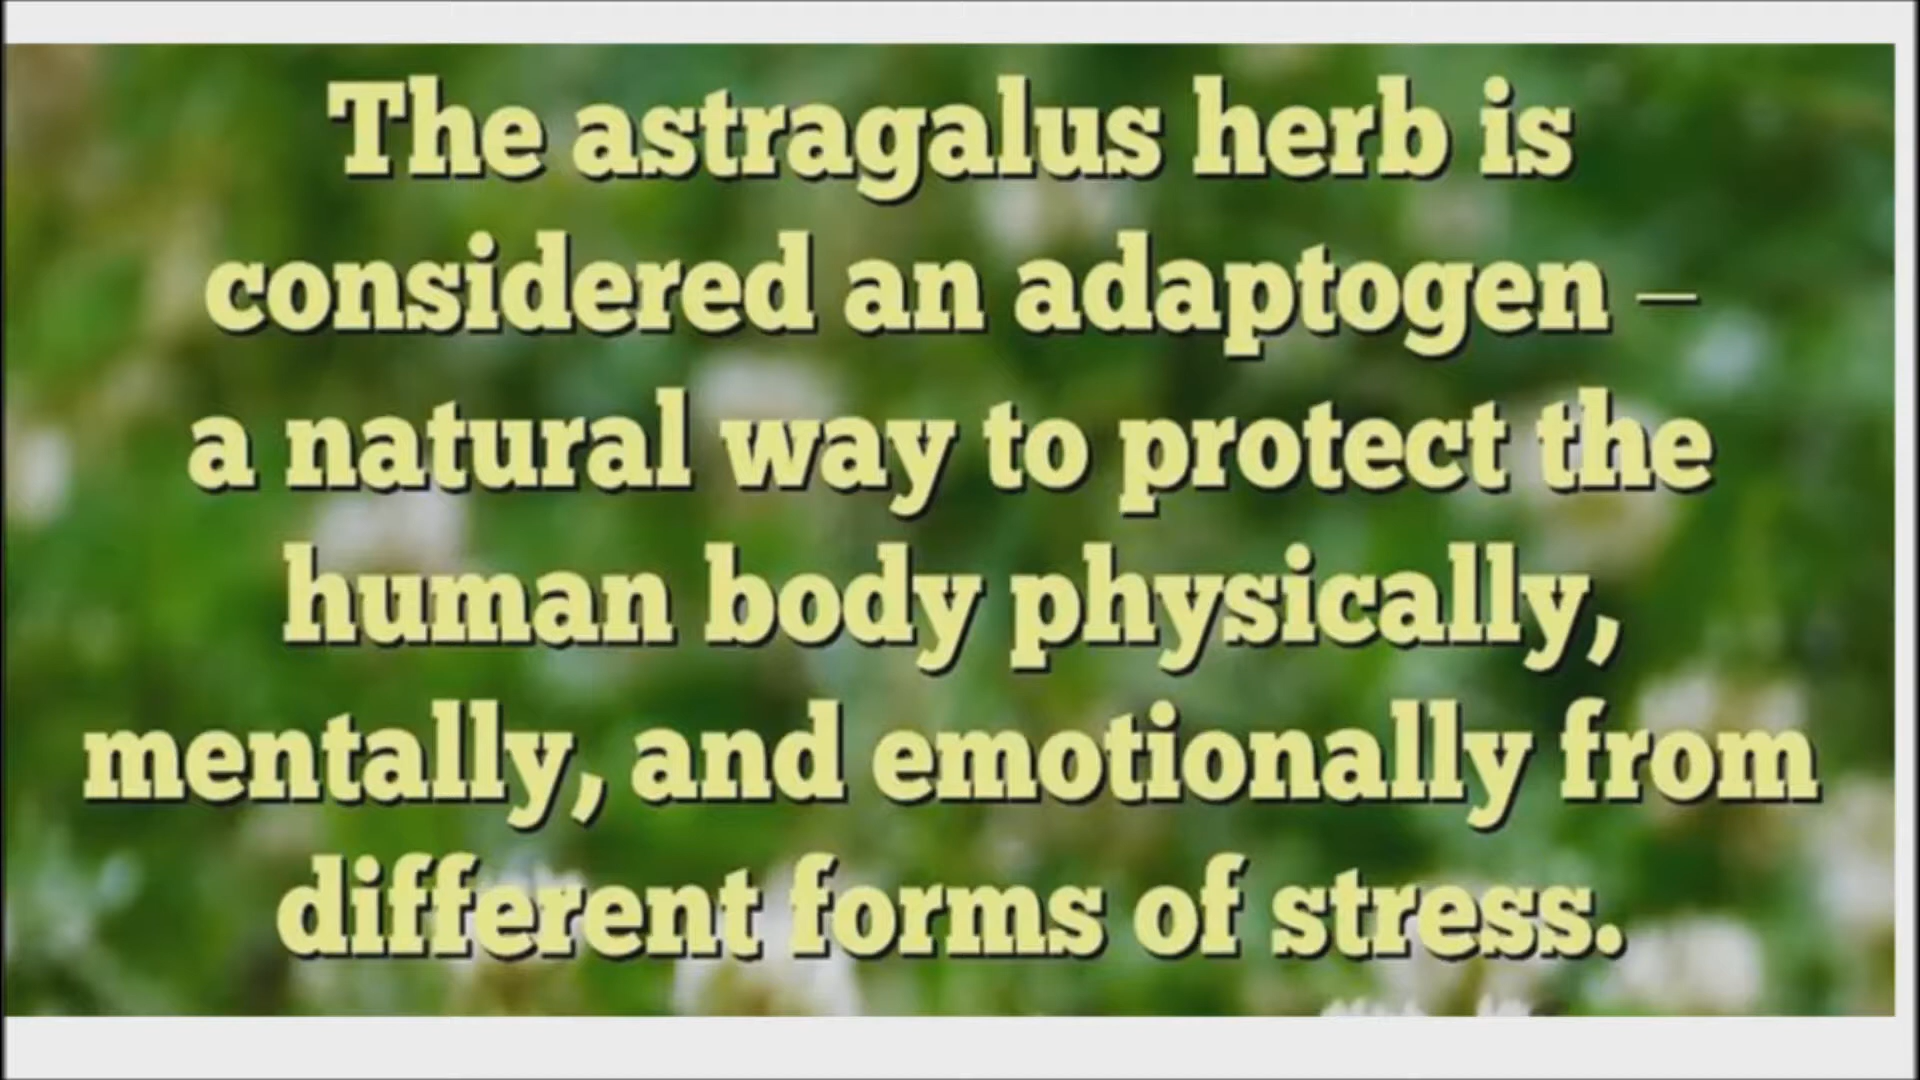 The astragalus herb is
considered an adaptogen –
a natural way to protect the
human body physically,
mentally, and emotionally from
different forms of stress.